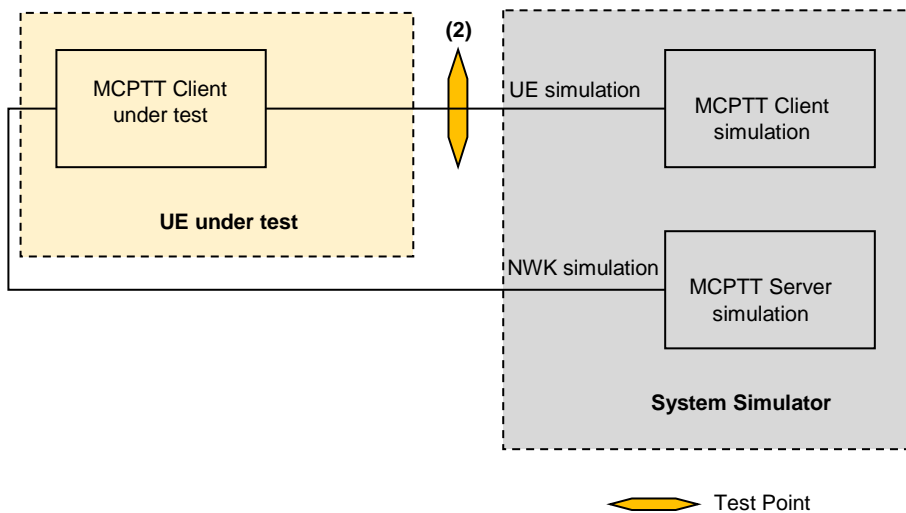 (2)
MCPTT Client
under test
UE simulation
MCPTT Client
simulation
UE under test
NWK simulation
MCPTT Server
simulation
System Simulator
Test Point